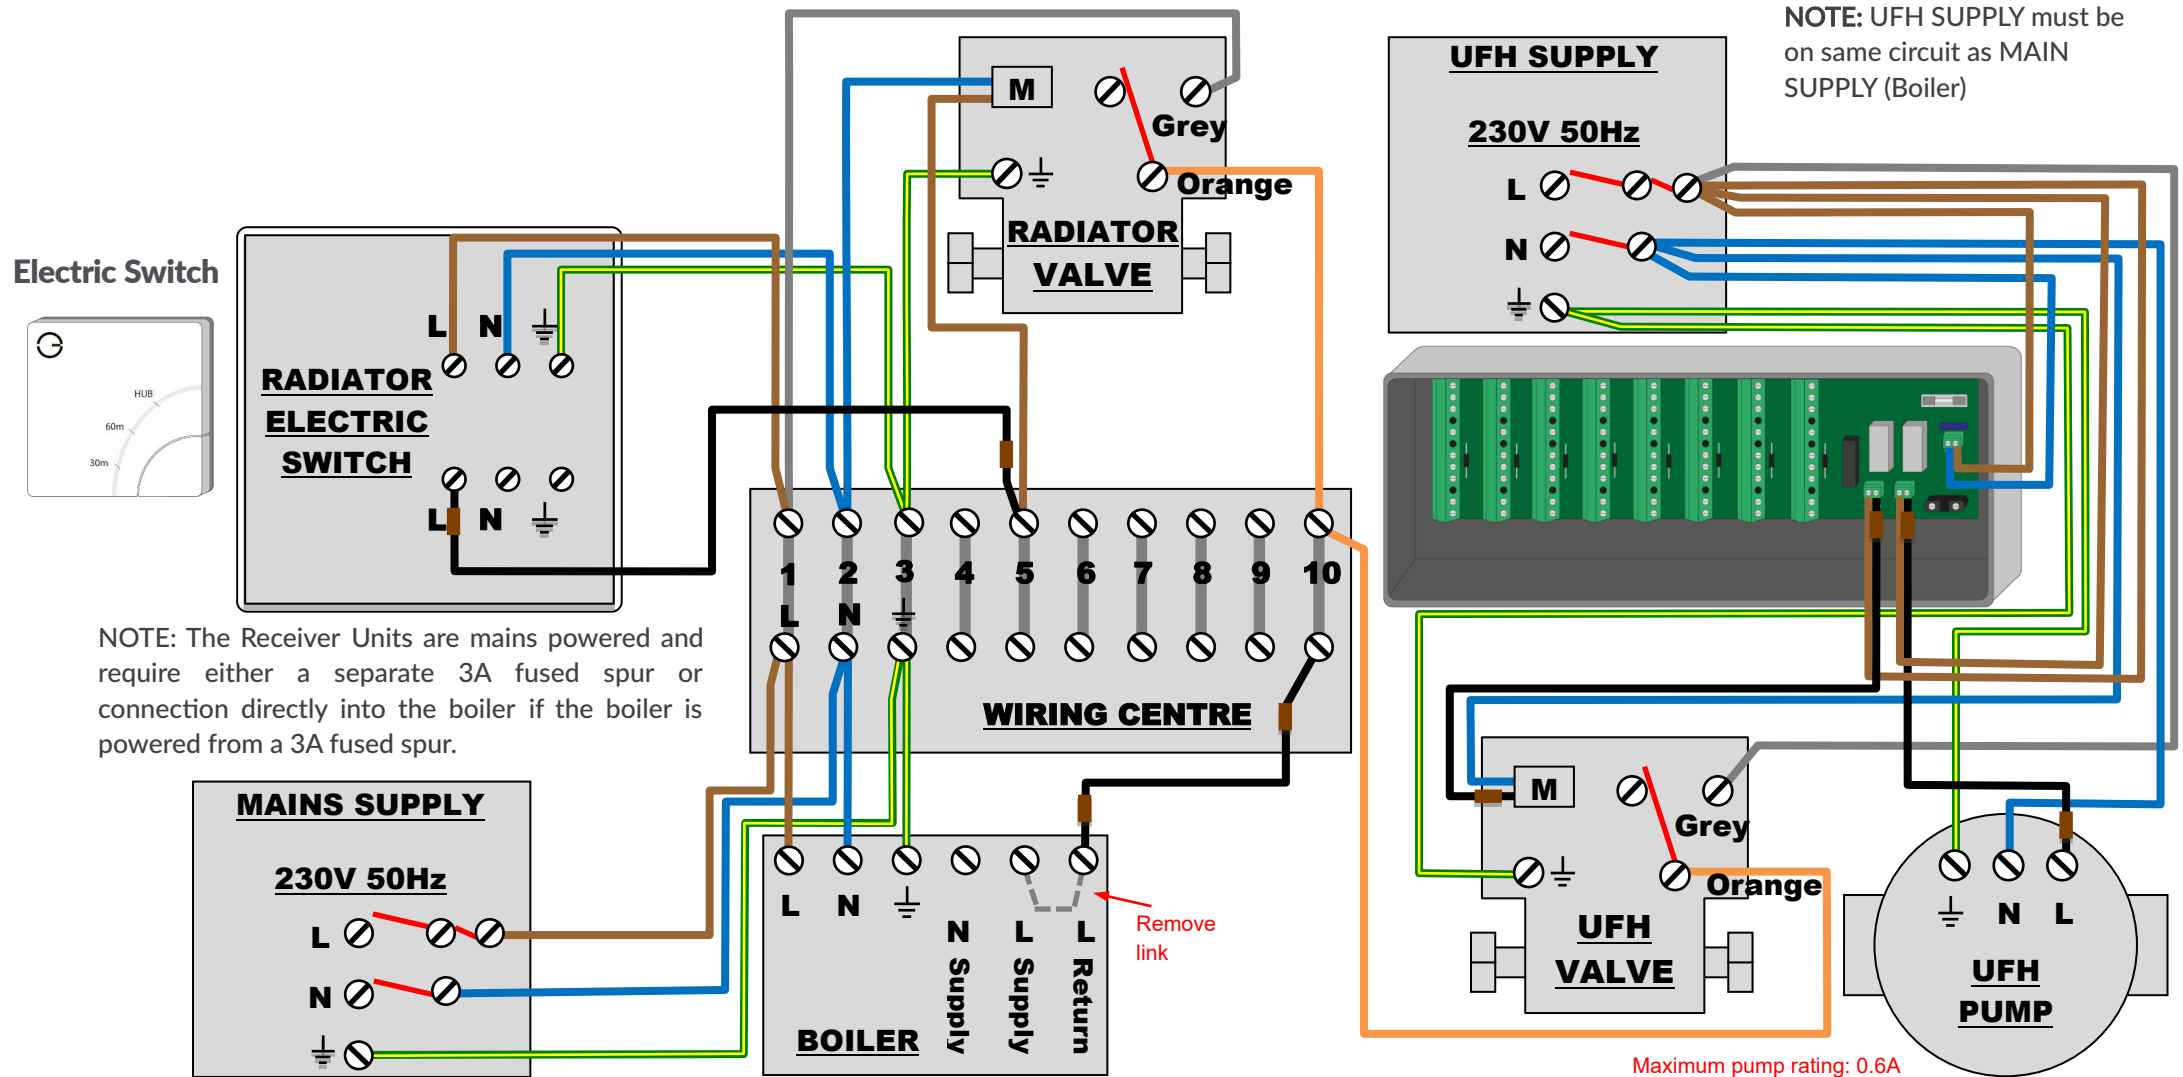 NOTE: UFH SUPPLY must be
on same circuit as MAIN
SUPPLY (Boiler)
UFH SUPPLY
230V 50Hz
L
N
M
Grey
Orange
RADIATOR
VALVE
Electric Switch
HUB
60m
30m
L N
RADIATOR
ELECTRIC
SWITCH
L N
1 2 3 4 5 6 7 8 9 10
L N
WIRING CENTRE
NOTE: The Receiver Units are mains powered and
require either a separate 3A fused spur or
connection directly into the boiler if the boiler is
powered from a 3A fused spur.
MAINS SUPPLY
230V 50Hz
L
N
L N
N Supply
L Supply
L Return
BOILER
Remove
link
M
Grey
Orange
UFH
VALVE
N L
UFH
PUMP
Maximum pump rating: 0.6A